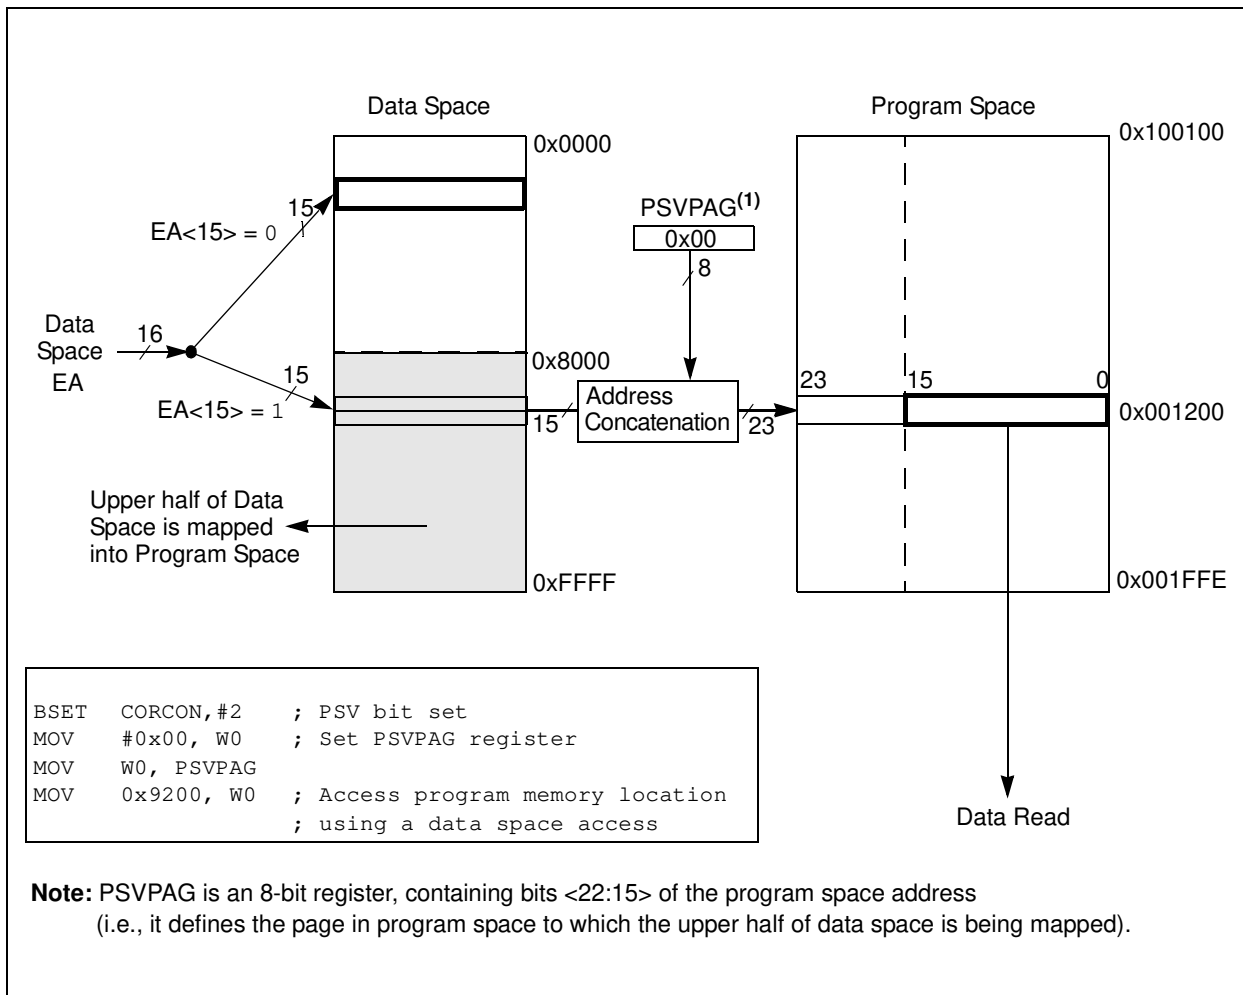 Data Space
Program Space
0x0000
0x100100
15
PSVPAG(1)
EA<15> = 0
0x00
8
Data
Space
EA
16
0x8000
15
23
15
0
Address
Concatenation
EA<15> = 1
15
23
0x001200
Upper half of Data
Space is mapped
into Program Space
0xFFFF
0x001FFE
BSET CORCON,#2 ; PSV bit set
MOV #0x00, W0 ; Set PSVPAG register
MOV W0, PSVPAG
MOV 0x9200, W0 ; Access program memory location
; using a data space access
Data Read
Note: PSVPAG is an 8-bit register, containing bits <22:15> of the program space address
(i.e., it defines the page in program space to which the upper half of data space is being mapped).